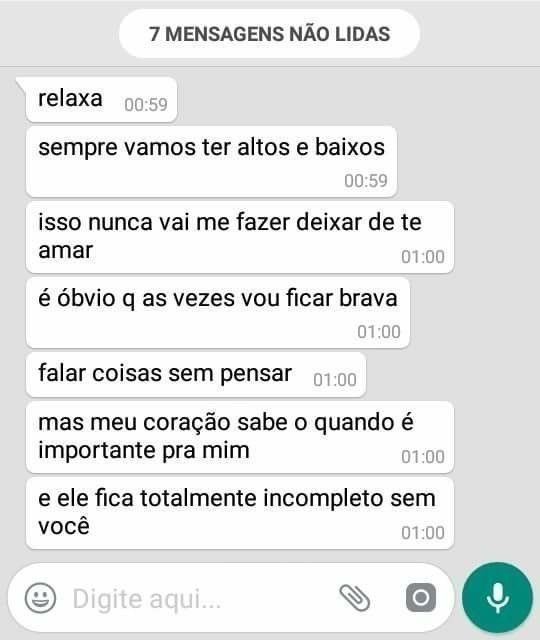 7 MENSAGENS NÃO LIDAS
relaxa 00:59
sempre vamos ter altos e baixos
00:59
isso nunca vai me fazer deixar de te
amar 01:00
é óbvio q as vezes vou ficar brava
01:00
falar coisas sem pensar 01:00
mas meu coração sabe o quando é
importante pra mim 01:00
e ele fica totalmente incompleto sem
você 01:00
Digite aqui...